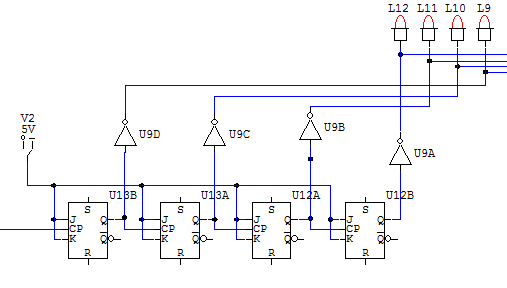 L12 L11 L10 L9
V2
5V
U9D U9C U9B U9A
U13B U13A U12A U12B
S S S S
J Q J Q J Q J Q
CP CP CP CP
K Q K Q K Q K Q
R R R R